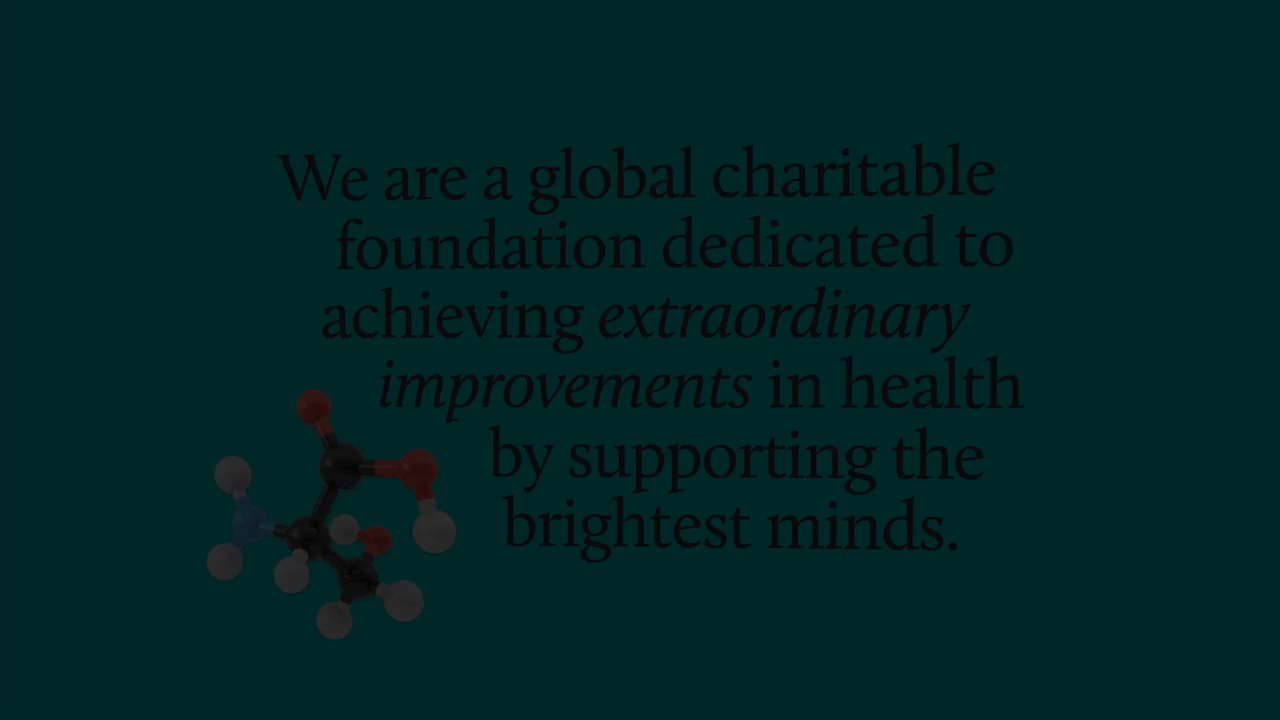 We are a global charitable
foundation dedicated to
achieving extraordinary
improvements in health
by supporting the
brightest minds.